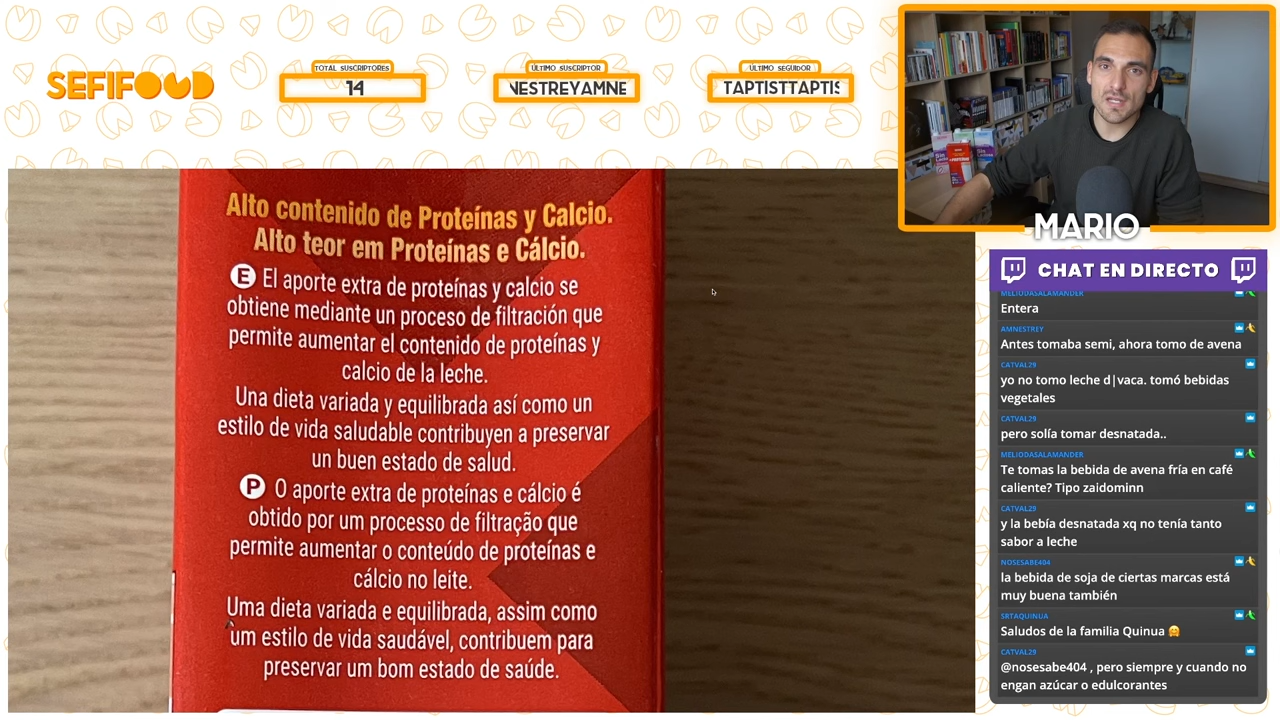 SEFIFOOD
TOTAL SUSCRIPTORES
14
ÚLTIMO SUSCRIPTOR
NESTREYAMNE
ÚLTIMO SEGUIDOR
TAPTISTTAPTIS
MARIO
Alto contenido de Proteínas y Calcio.
Alto teor em Proteínas e Cálcio.
E El aporte extra de proteínas y calcio se
obtiene mediante un proceso de filtración que
permite aumentar el contenido de proteínas y
calcio de la leche.
Una dieta variada y equilibrada así como un
estilo de vida saludable contribuyen a preservar
un buen estado de salud.
P O aporte extra de proteínas e cálcio é
obtido por um processo de filtração que
permite aumentar o conteúdo de proteínas e
cálcio no leite.
Uma dieta variada e equilibrada, assim como
um estilo de vida saudável, contribuem para
preservar um bom estado de saúde.
CHAT EN DIRECTO
MELIODASALAMANDER
Entera
AMNESTREY
Antes tomaba semi, ahora tomo de avena
CATVAL29
yo no tomo leche d|vaca. tomó bebidas
vegetales
CATVAL29
pero solía tomar desnatada..
MELIODASALAMANDER
Te tomas la bebida de avena fría en café
caliente? Tipo zaidominn
CATVAL29
y la bebía desnatada xq no tenía tanto
sabor a leche
NOSESABE404
la bebida de soja de ciertas marcas está
muy buena también
SRTAQUINUA
Saludos de la familia Quinua 🤗
CATVAL29
@nosesabe404 , pero siempre y cuando no
engan azúcar o edulcorantes